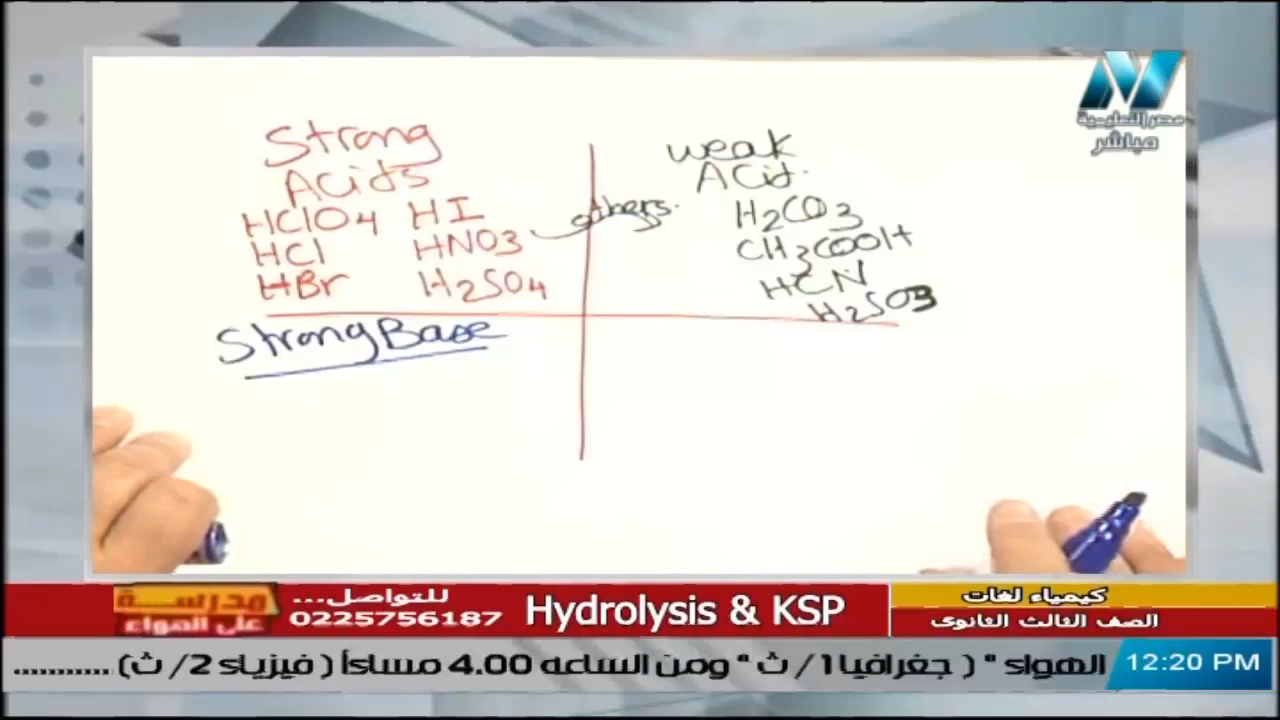 مصر التعليمية
مباشر
Strong
Acids
HClO4 HI
HCl HNO3
HBr H2SO4
others.
weak
Acid.
H2CO3
CH3COOH
HCN
H2SO3
Strong Base
مدرسة
على الهواء
للتواصل...
0225756187
Hydrolysis & KSP
كيمياء لغات
الصف الثالث الثانوى
الهواء " ( جغرافيا 1/ ث " ومن الساعه 4.00 مساءاً ( فيزياء 2/ ث) ..........
12:20 PM